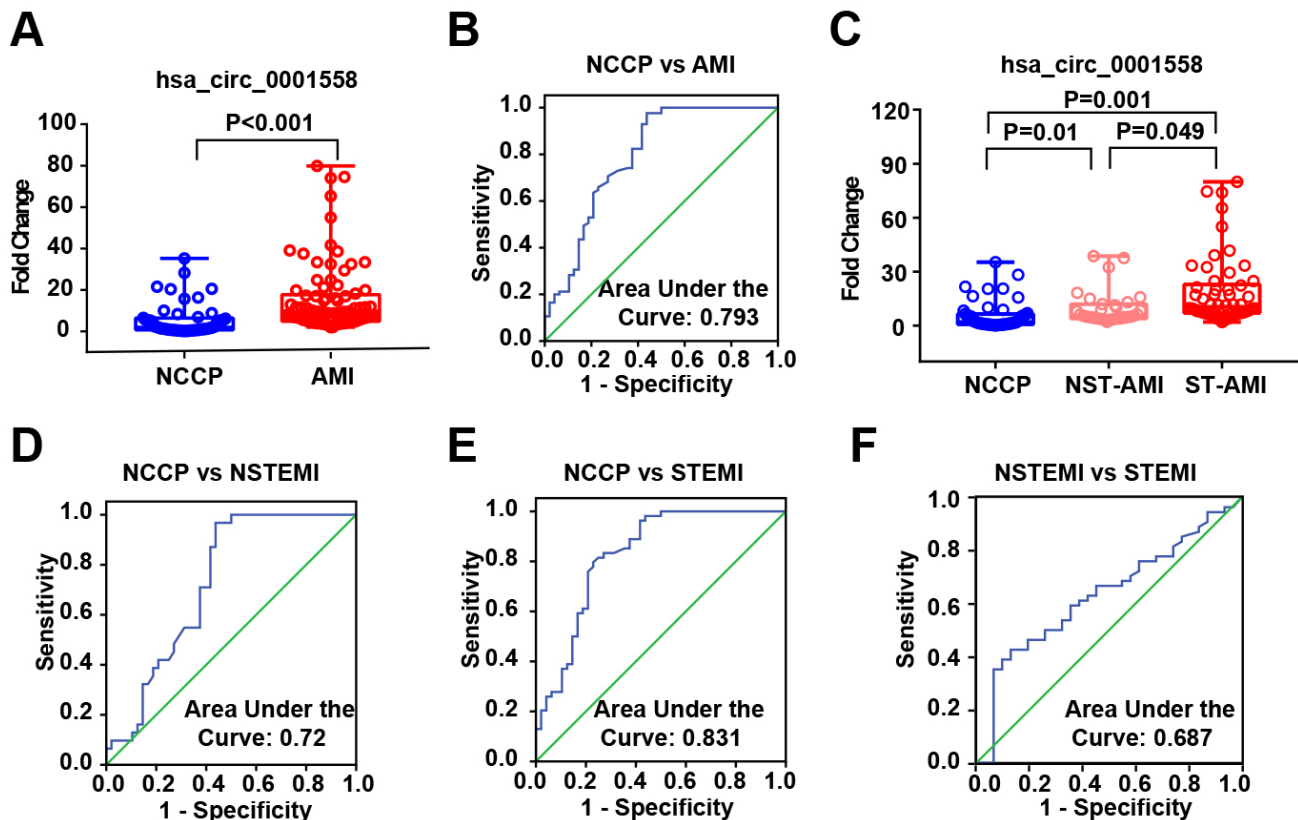 A
hsa_circ_0001558
P<0.001
Fold Change
100
80
60
40
20
0
NCCP
AMI
B
NCCP vs AMI
Sensitivity
1.0
0.8
0.6
0.4
0.2
0.0
Area Under the
Curve: 0.793
0.0 0.2 0.4 0.6 0.8 1.0
1 - Specificity
C
hsa_circ_0001558
P=0.001
P=0.01
P=0.049
Fold Change
120
90
60
30
0
NCCP
NST-AMI
ST-AMI
D
NCCP vs NSTEMI
Sensitivity
1.0
0.8
0.6
0.4
0.2
0.0
Area Under the
Curve: 0.72
0.0 0.2 0.4 0.6 0.8 1.0
1 - Specificity
E
NCCP vs STEMI
Sensitivity
1.0
0.8
0.6
0.4
0.2
0.0
Area Under the
Curve: 0.831
0.0 0.2 0.4 0.6 0.8 1.0
1 - Specificity
F
NSTEMI vs STEMI
Sensitivity
1.0
0.8
0.6
0.4
0.2
0.0
Area Under the
Curve: 0.687
0.0 0.2 0.4 0.6 0.8 1.0
1 - Specificity